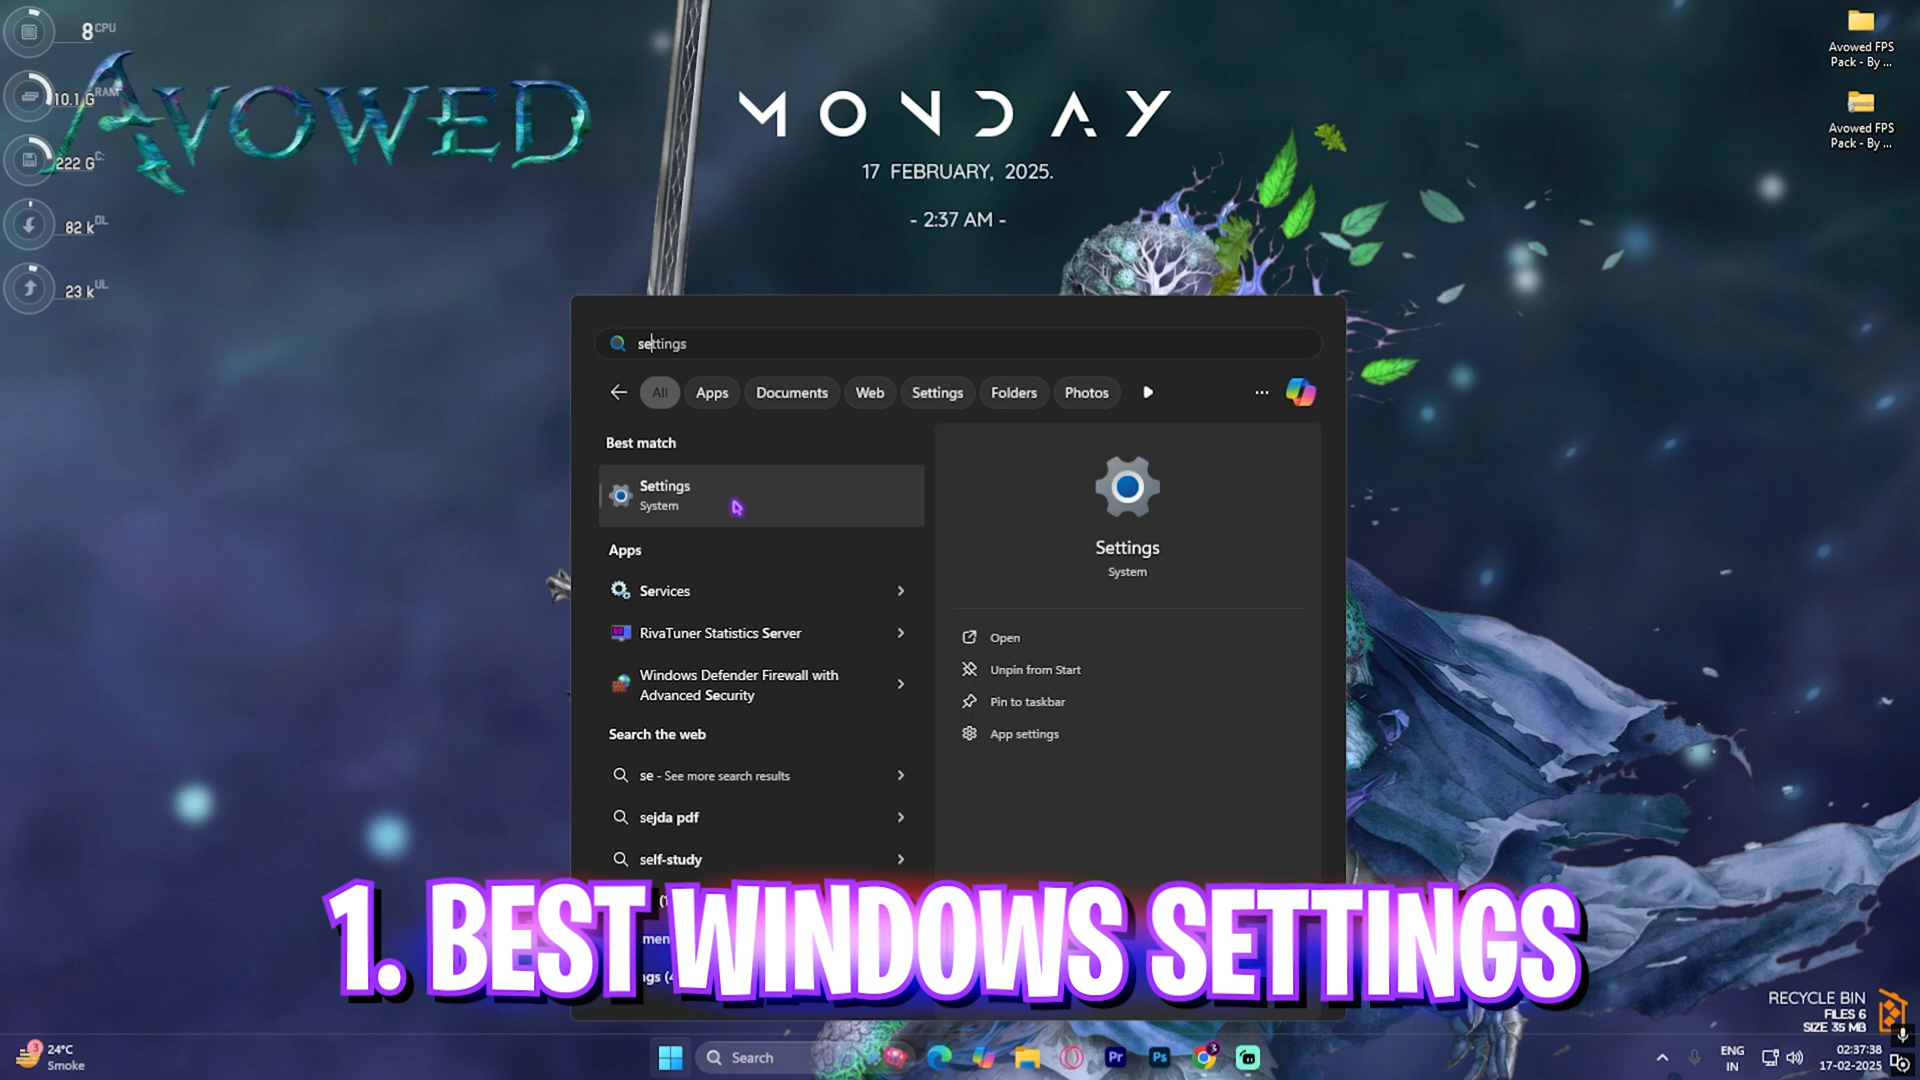 8 CPU
10.1 G RAM
222 G C:
82 k DL
23 k UL
AVOWED
MONDAY
17 FEBRUARY, 2025.
- 2:37 AM -
Avowed FPS
Pack - By ...
Avowed FPS
Pack - By ...
settings
All
Apps
Documents
Web
Settings
Folders
Photos
Best match
Settings
System
Apps
Services
RivaTuner Statistics Server
Windows Defender Firewall with
Advanced Security
Search the web
se - See more search results
sejda pdf
self-study
Settings
System
Open
Unpin from Start
Pin to taskbar
App settings
1. BEST WINDOWS SETTINGS
RECYCLE BIN
FILES 6
SIZE 35 MB
3
24°C
Smoke
Search
Pr
Ps
3
ENG
IN
02:37:38
17-02-2025